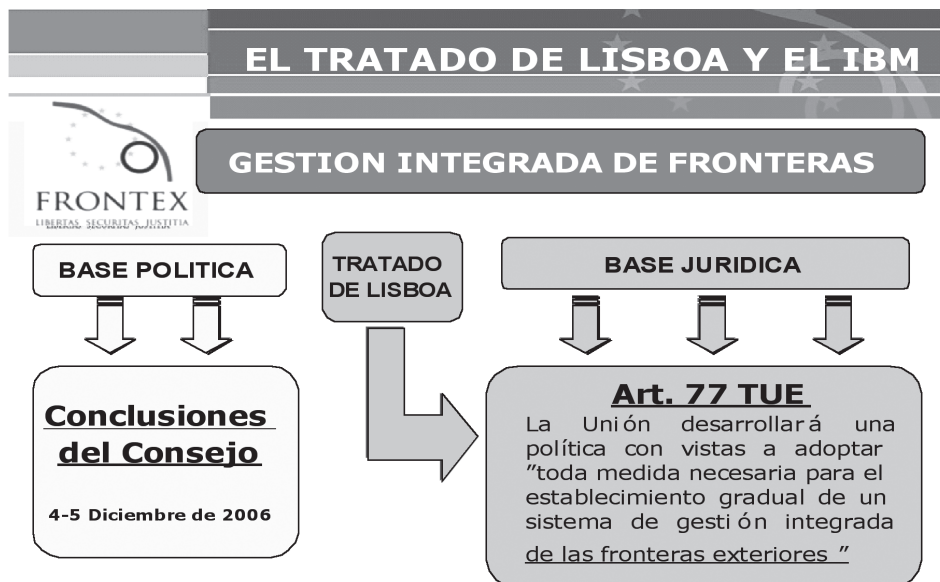 EL TRATADO DE LISBOA Y EL IBM
GESTION INTEGRADA DE FRONTERAS
FRONTEX
LIBERTAS SECURITAS JUSTITIA
BASE POLITICA
TRATADO
DE LISBOA
BASE JURIDICA
Conclusiones
del Consejo
4-5 Diciembre de 2006
Art. 77 TUE
La Unión desarrollará una
política con vistas a adoptar
"toda medida necesaria para el
establecimiento gradual de un
sistema de gestión integrada
de las fronteras exteriores "